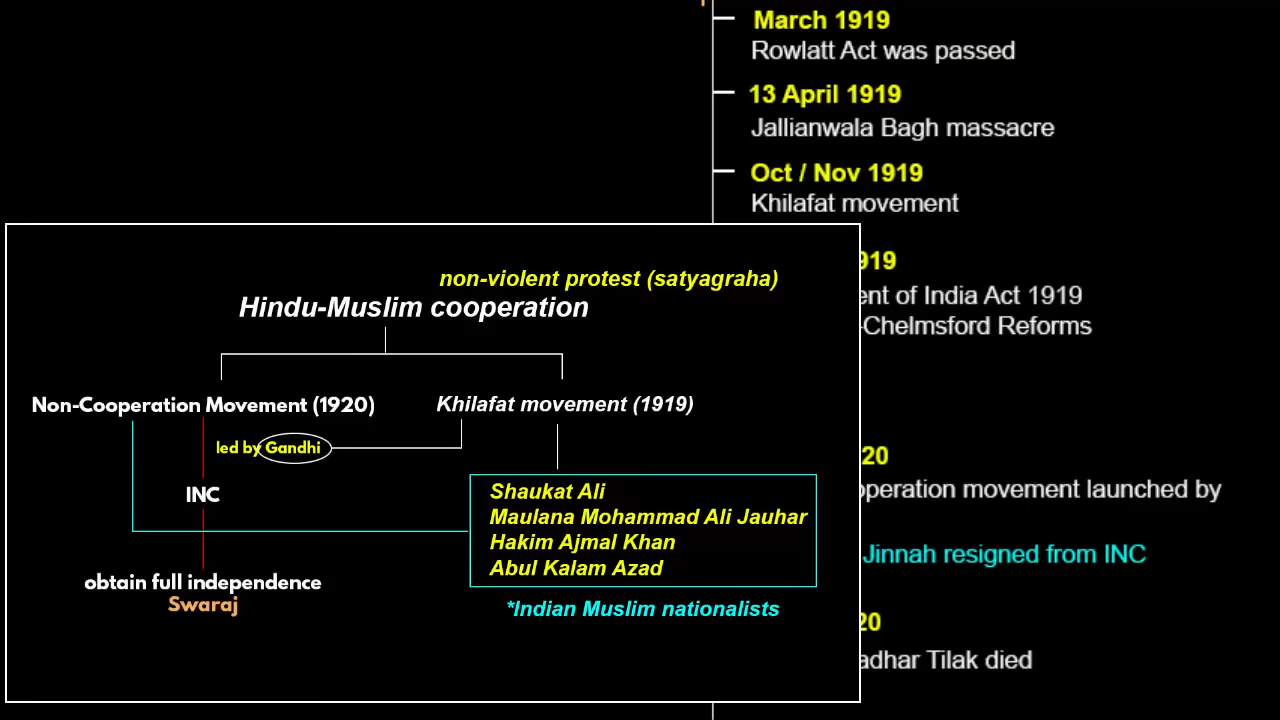 March 1919
Rowlatt Act was passed
13 April 1919
Jallianwala Bagh massacre
Oct / Nov 1919
Khilafat movement
919
ent of India Act 1919
-Chelmsford Reforms
20
operation movement launched by
Jinnah resigned from INC
20
adhar Tilak died
non-violent protest (satyagraha)
Hindu-Muslim cooperation
Non-Cooperation Movement (1920)
Khilafat movement (1919)
led by Gandhi
INC
obtain full independence
Swaraj
Shaukat Ali
Maulana Mohammad Ali Jauhar
Hakim Ajmal Khan
Abul Kalam Azad
*Indian Muslim nationalists